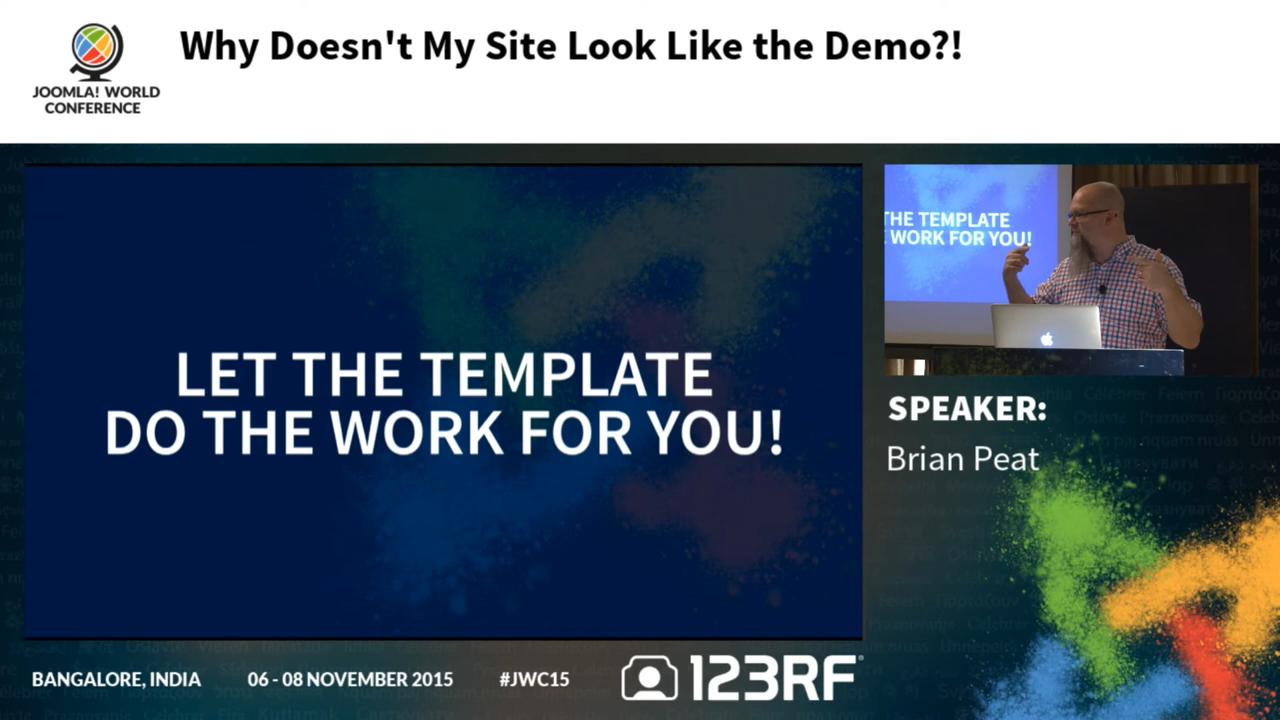 Why Doesn't My Site Look Like the Demo?!
JOOMLA! WORLD
CONFERENCE
LET THE TEMPLATE
DO THE WORK FOR YOU!
THE TEMPLATE
WORK FOR YOU!
SPEAKER:
Brian Peat
BANGALORE, INDIA
06 - 08 NOVEMBER 2015
#JWC15
123RF